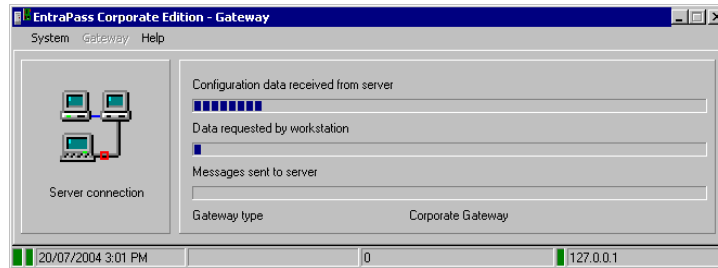 EntraPass Corporate Edition - Gateway
System Gateway Help
Configuration data received from server
Data requested by workstation
Messages sent to server
Server connection
Gateway type Corporate Gateway
20/07/2004 3:01 PM 0 127.0.0.1